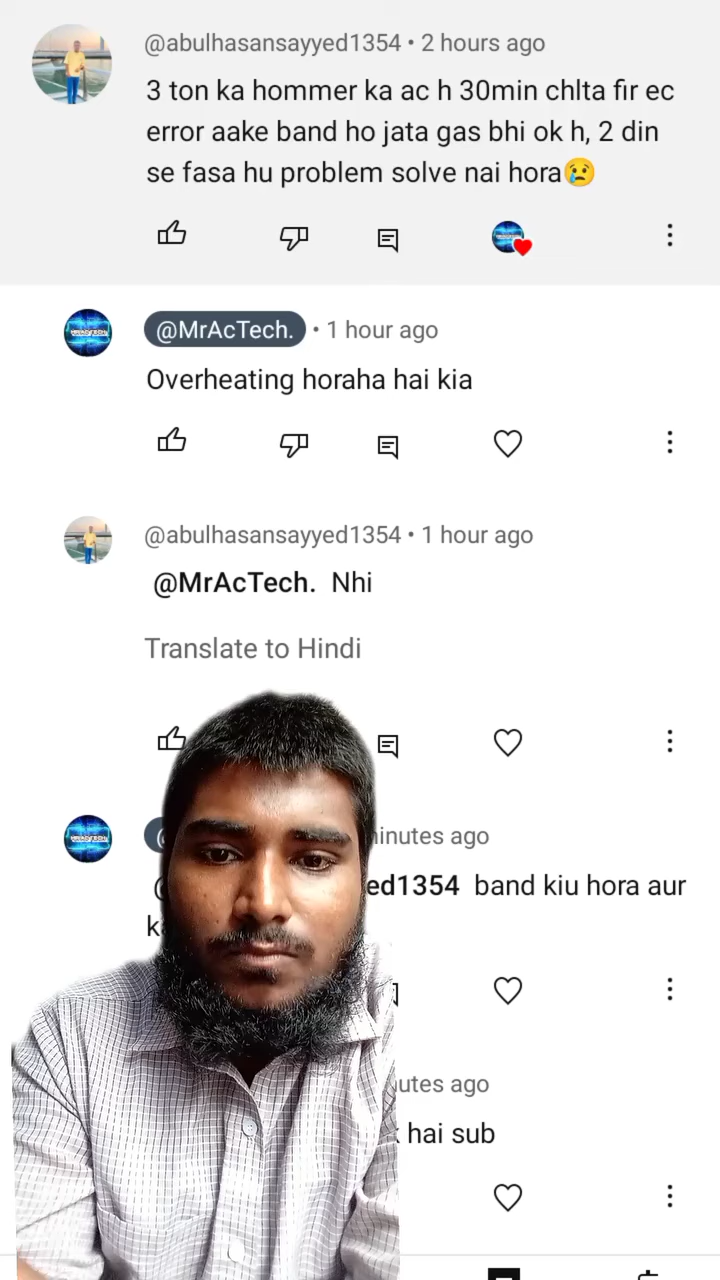 @abulhasansayyed1354 • 2 hours ago
3 ton ka hommer ka ac h 30min chlta fir ec
error aake band ho jata gas bhi ok h, 2 din
se fasa hu problem solve nai hora😢
@MrAcTech. • 1 hour ago
Overheating horaha hai kia
@abulhasansayyed1354 • 1 hour ago
@MrAcTech. Nhi
Translate to Hindi
minutes ago
ed1354 band kiu hora aur
utes ago
hai sub